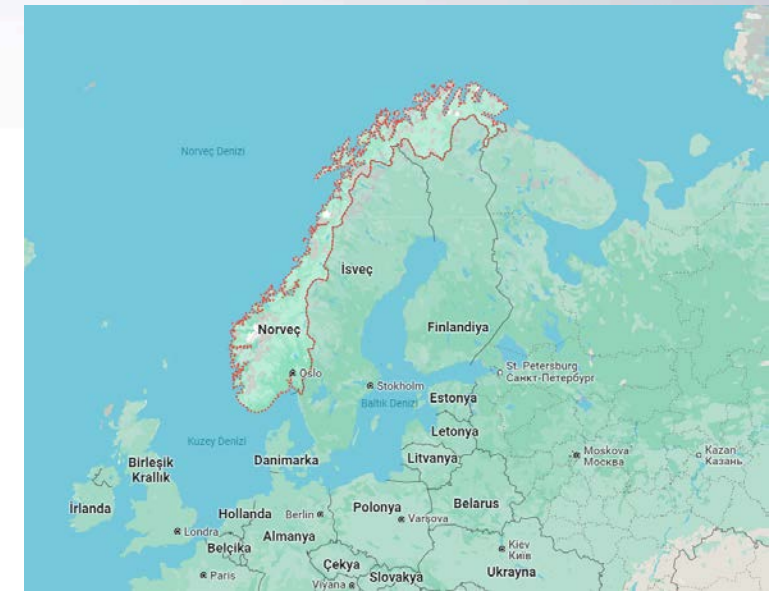 Norveç Denizi
İsveç
Norveç
Finlandiya
Oslo
St. Petersburg
Санкт-Петербург
Stokholm
Baltık Denizi
Estonya
Kuzey Denizi
Letonya
Moskova
Москва
Kazan
Казань
Birleşik
Krallık
Danimarka
Litvanya
İrlanda
Hollanda
Berlin
Polonya
Varşova
Belarus
Londra
Almanya
Belçika
Kiev
Київ
Paris
Çekya
Viyana
Slovakya
Ukrayna